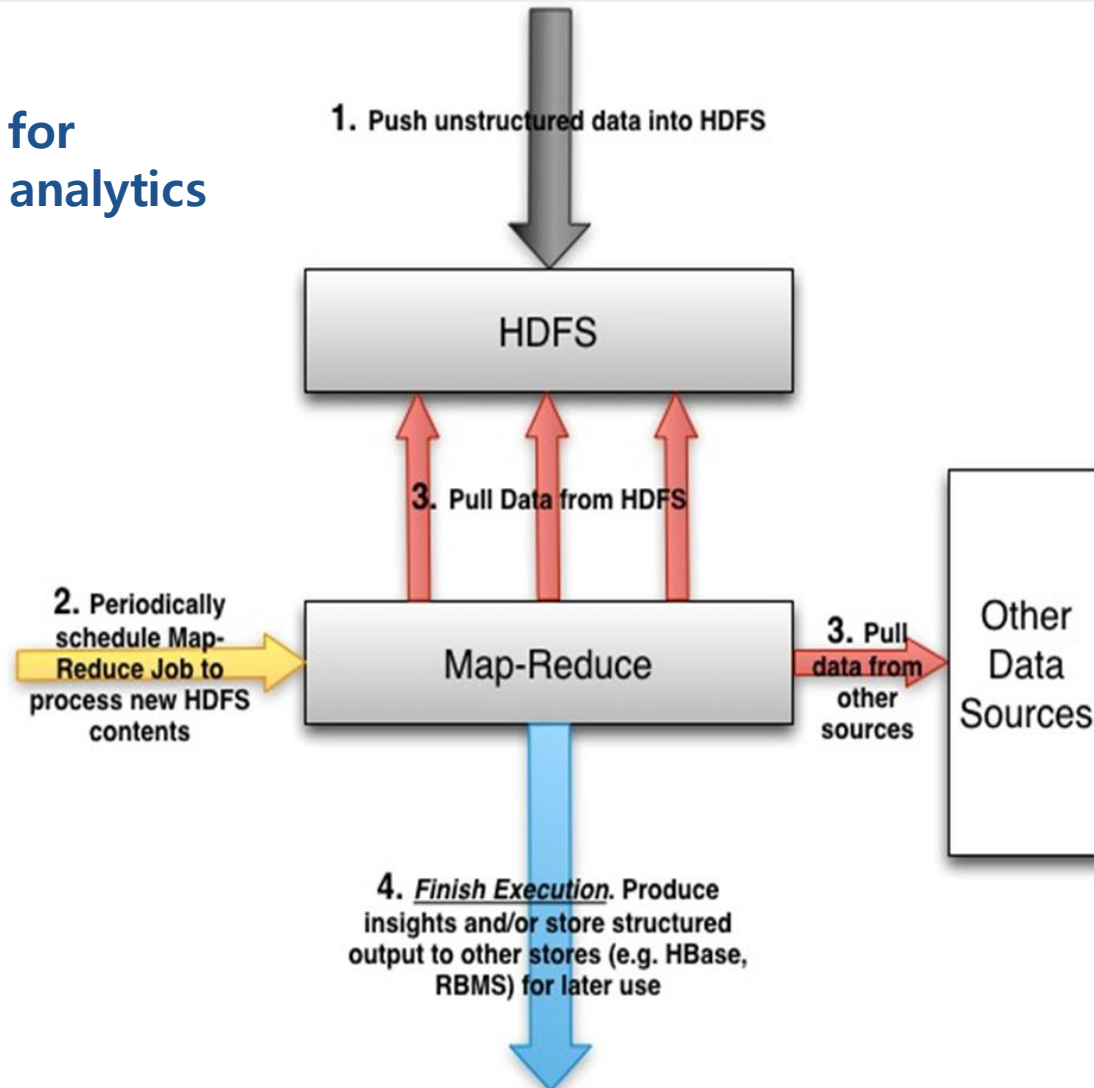 for
analytics
1. Push unstructured data into HDFS
HDFS
3. Pull Data from HDFS
2. Periodically
schedule Map-
Reduce Job to
process new HDFS
contents
Map-Reduce
3. Pull
data from
other
sources
Other
Data
Sources
4. Finish Execution. Produce
insights and/or store structured
output to other stores (e.g. HBase,
RBMS) for later use